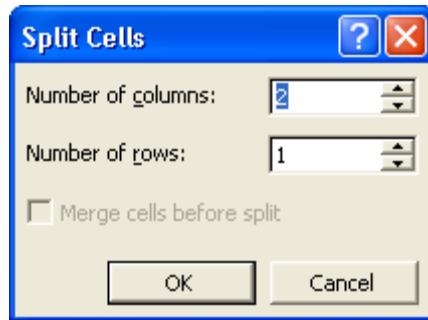 Split Cells
Number of columns: 2
Number of rows: 1
Merge cells before split
OK Cancel